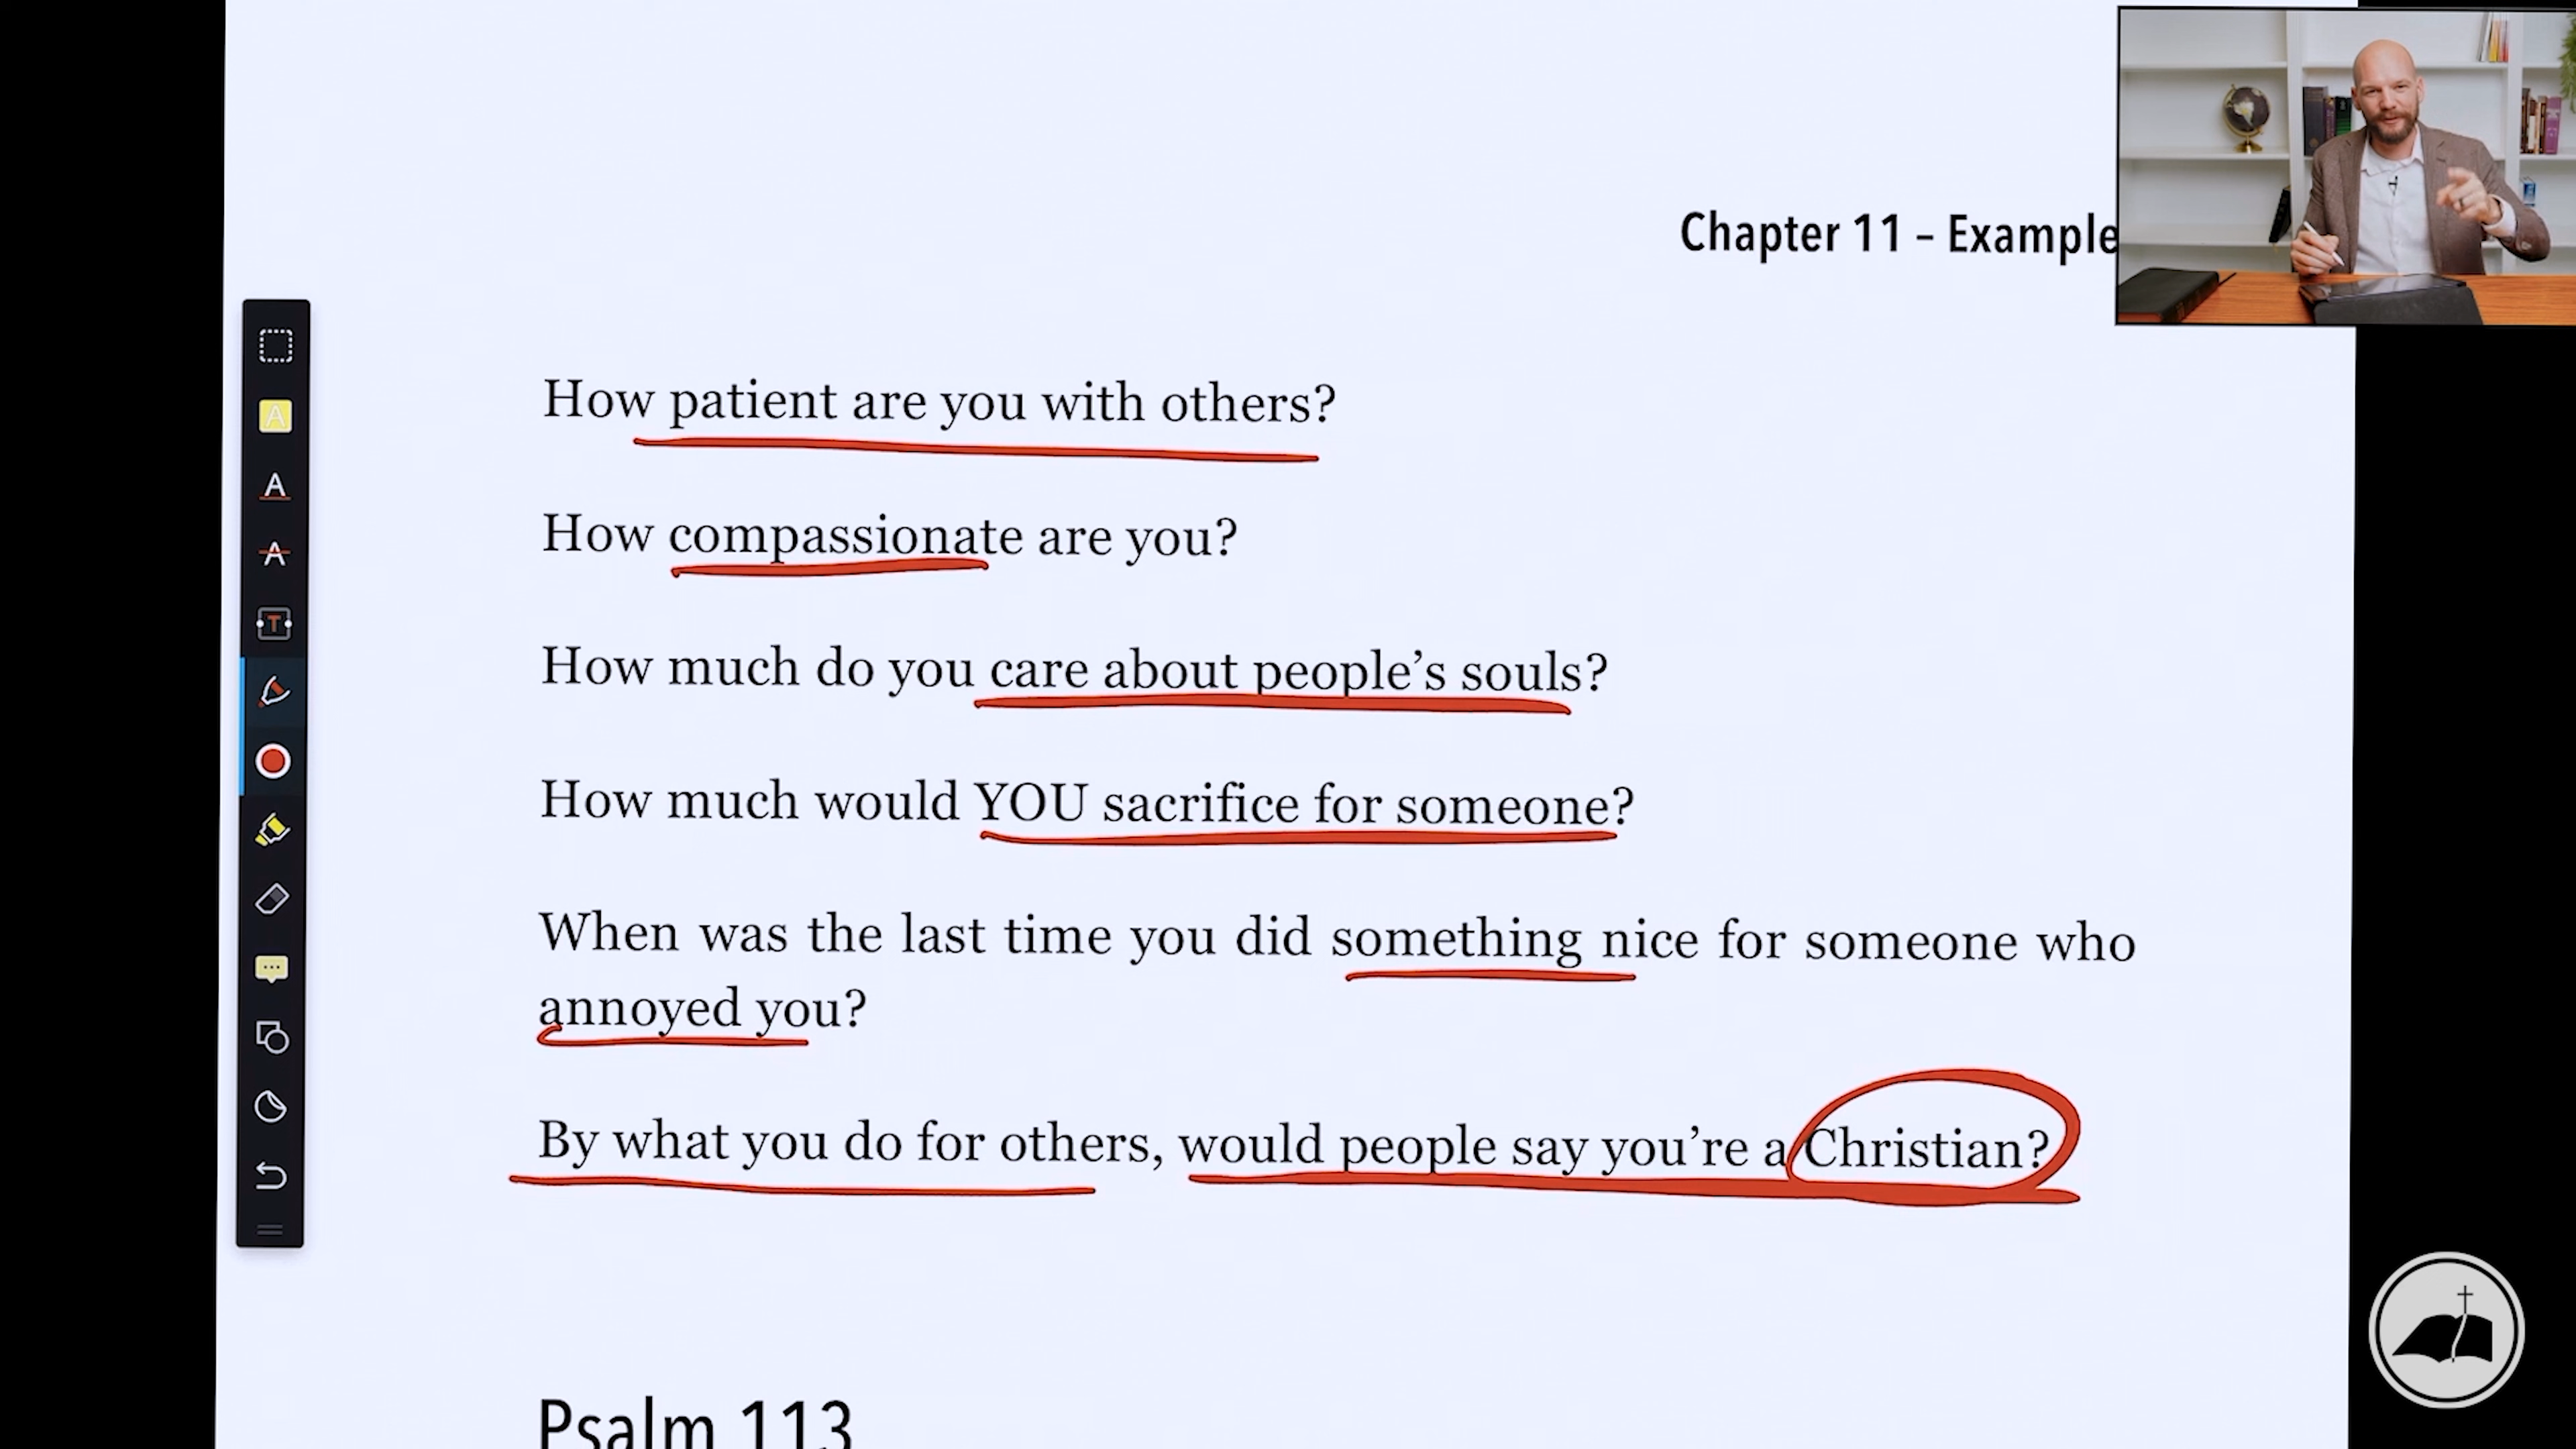 Chapter 11 – Example
How patient are you with others?
How compassionate are you?
How much do you care about people’s souls?
How much would YOU sacrifice for someone?
When was the last time you did something nice for someone who
annoyed you?
By what you do for others, would people say you’re a Christian?
Psalm 113